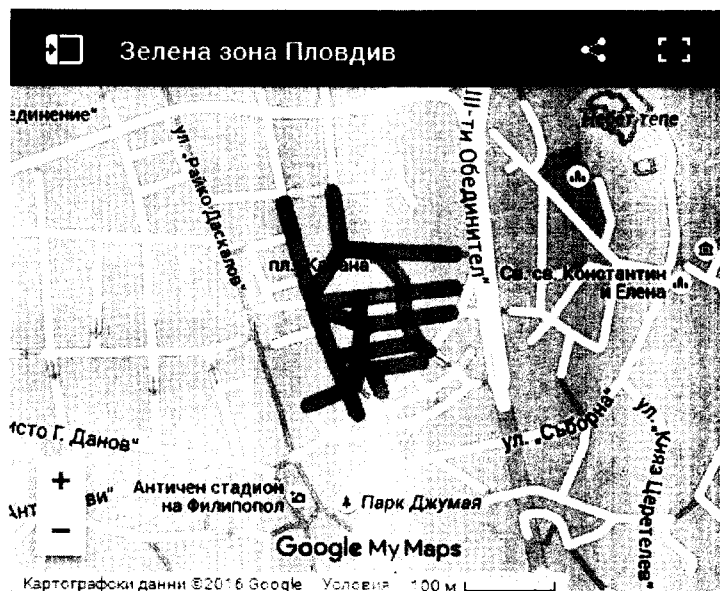 Зелена зона Пловдив
единение"
ул. „Райко Даскалов"
III-ти Обединител"
Небет тепе
пл. Капана
Св. св. Константин
и Елена
исто Г. Данов"
ул. „Съборна"
ул. „Княз Церетелев"
+
Античен стадион
на Филипопол
Парк Джумая
−
Google My Maps
Картографски данни ©2016 Google Условия 100 м